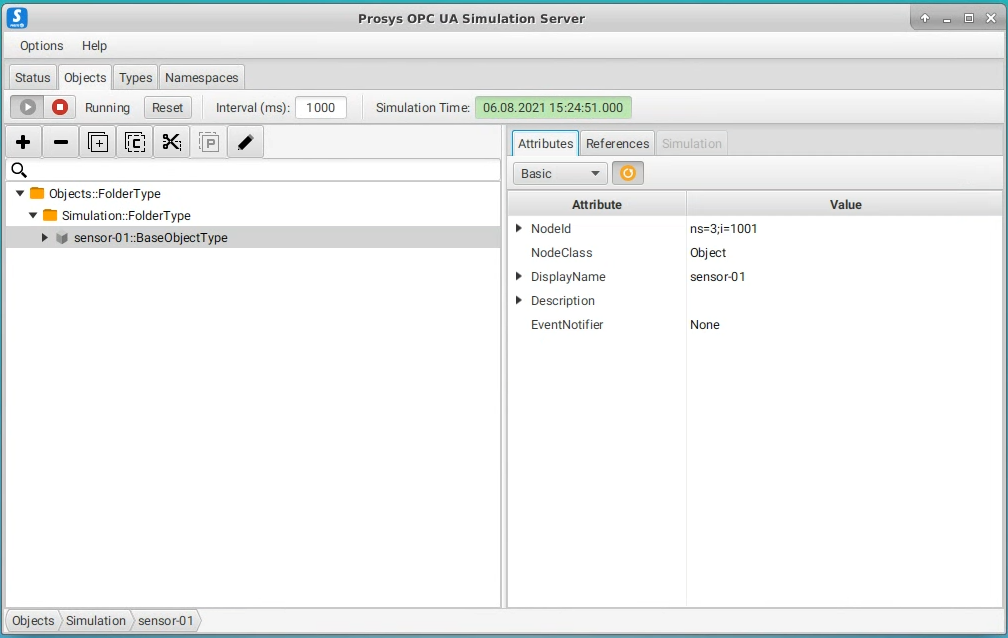 Prosys OPC UA Simulation Server
Options Help
Status Objects Types Namespaces
Running Reset Interval (ms): 1000 Simulation Time: 06.08.2021 15:24:51.000
Attributes References Simulation
Basic
Objects::FolderType
Simulation::FolderType
sensor-01::BaseObjectType
Attribute Value
NodeId ns=3;i=1001
NodeClass Object
DisplayName sensor-01
Description
EventNotifier None
Objects Simulation sensor-01